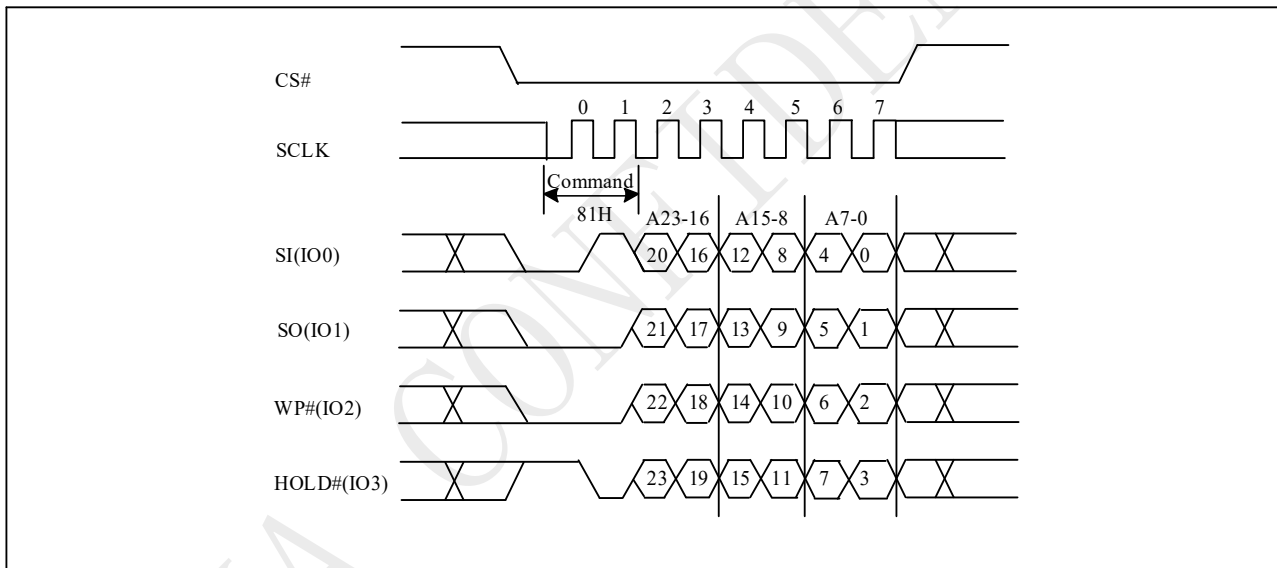 CS#
0 1 2 3 4 5 6 7
SCLK
Command
81H
A23-16 A15-8 A7-0
SI(IO0) 20 16 12 8 4 0
SO(IO1) 21 17 13 9 5 1
WP#(IO2) 22 18 14 10 6 2
HOLD#(IO3) 23 19 15 11 7 3